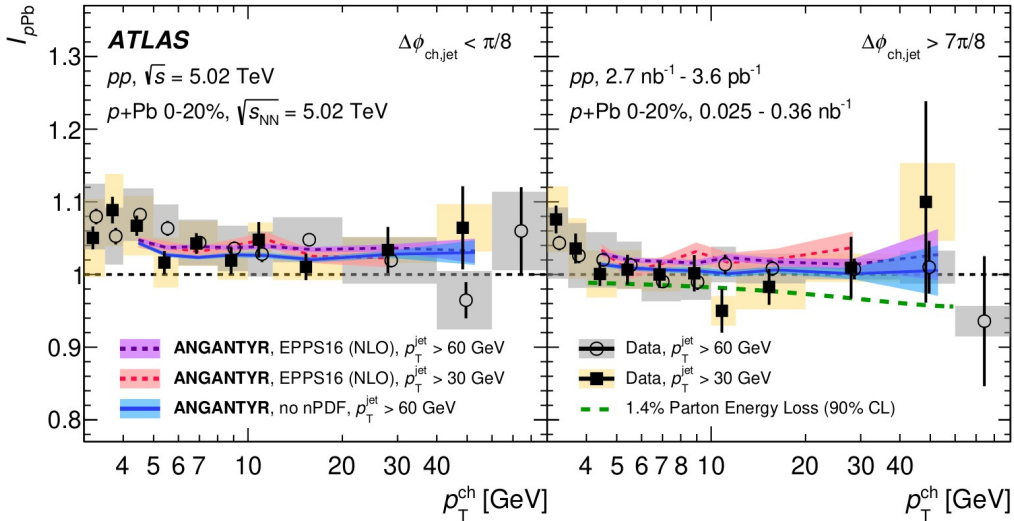 I_pPb
ATLAS
Δϕ_ch,jet < π/8
pp, √s = 5.02 TeV
p+Pb 0-20%, √s_NN = 5.02 TeV
Δϕ_ch,jet > 7π/8
pp, 2.7 nb⁻¹ - 3.6 pb⁻¹
p+Pb 0-20%, 0.025 - 0.36 nb⁻¹
1.3
1.2
1.1
1
0.9
0.8
ANGANTYR, EPPS16 (NLO), p_T^jet > 60 GeV
ANGANTYR, EPPS16 (NLO), p_T^jet > 30 GeV
ANGANTYR, no nPDF, p_T^jet > 60 GeV
Data, p_T^jet > 60 GeV
Data, p_T^jet > 30 GeV
1.4% Parton Energy Loss (90% CL)
4 5 6 7 10 20 30 40
4 5 6 7 8 10 20 30 40
p_T^ch [GeV]
p_T^ch [GeV]